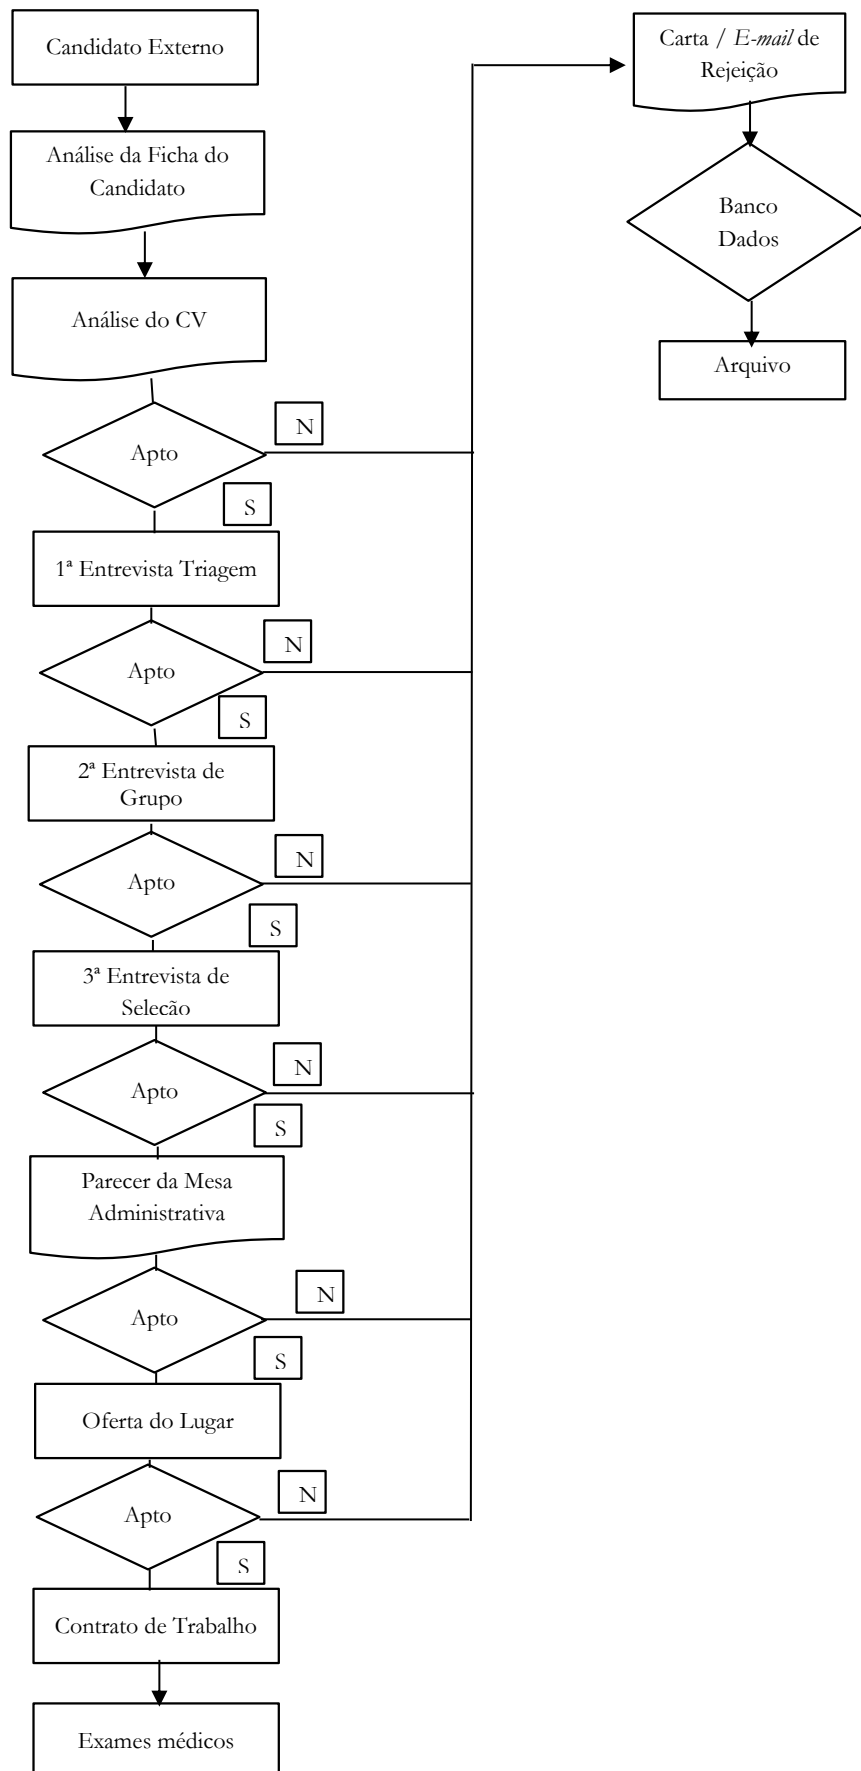 Candidato Externo
Análise da Ficha do
Candidato
Análise do CV
Apto
N
S
1ª Entrevista Triagem
Apto
N
S
2ª Entrevista de
Grupo
Apto
N
S
3ª Entrevista de
Seleção
Apto
N
S
Parecer da Mesa
Administrativa
Apto
N
S
Oferta do Lugar
Apto
N
S
Contrato de Trabalho
Exames médicos
Carta / E-mail de
Rejeição
Banco
Dados
Arquivo